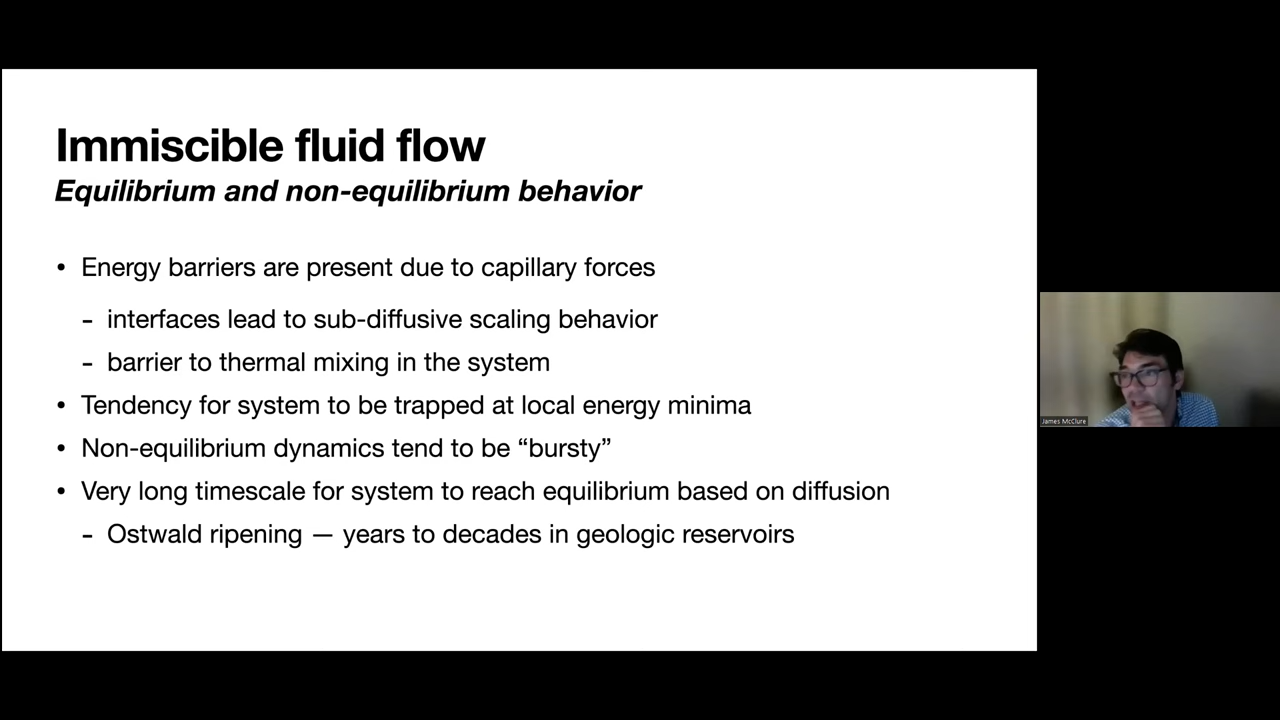 Immiscible fluid flow
Equilibrium and non-equilibrium behavior
• Energy barriers are present due to capillary forces
- interfaces lead to sub-diffusive scaling behavior
- barrier to thermal mixing in the system
• Tendency for system to be trapped at local energy minima
• Non-equilibrium dynamics tend to be “bursty”
• Very long timescale for system to reach equilibrium based on diffusion
- Ostwald ripening — years to decades in geologic reservoirs
James McClure